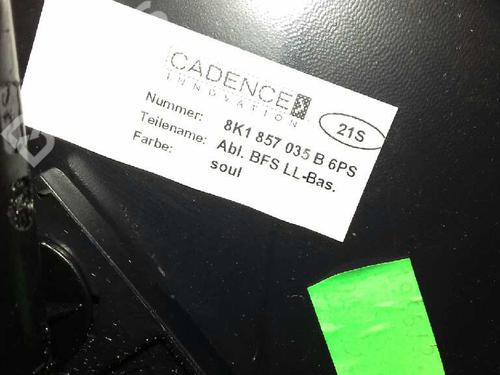 CADENCE
INNOVATION
Nummer: 8K1 857 035 B 6PS
Teilename: Abl. BFS LL-Bas.
Farbe: soul
21S